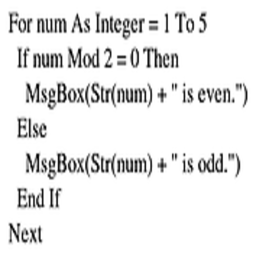 For num As Integer = 1 To 5
If num Mod 2 = 0 Then
MsgBox(Str(num) + " is even.")
Else
MsgBox(Str(num) + " is odd.")
End If
Next